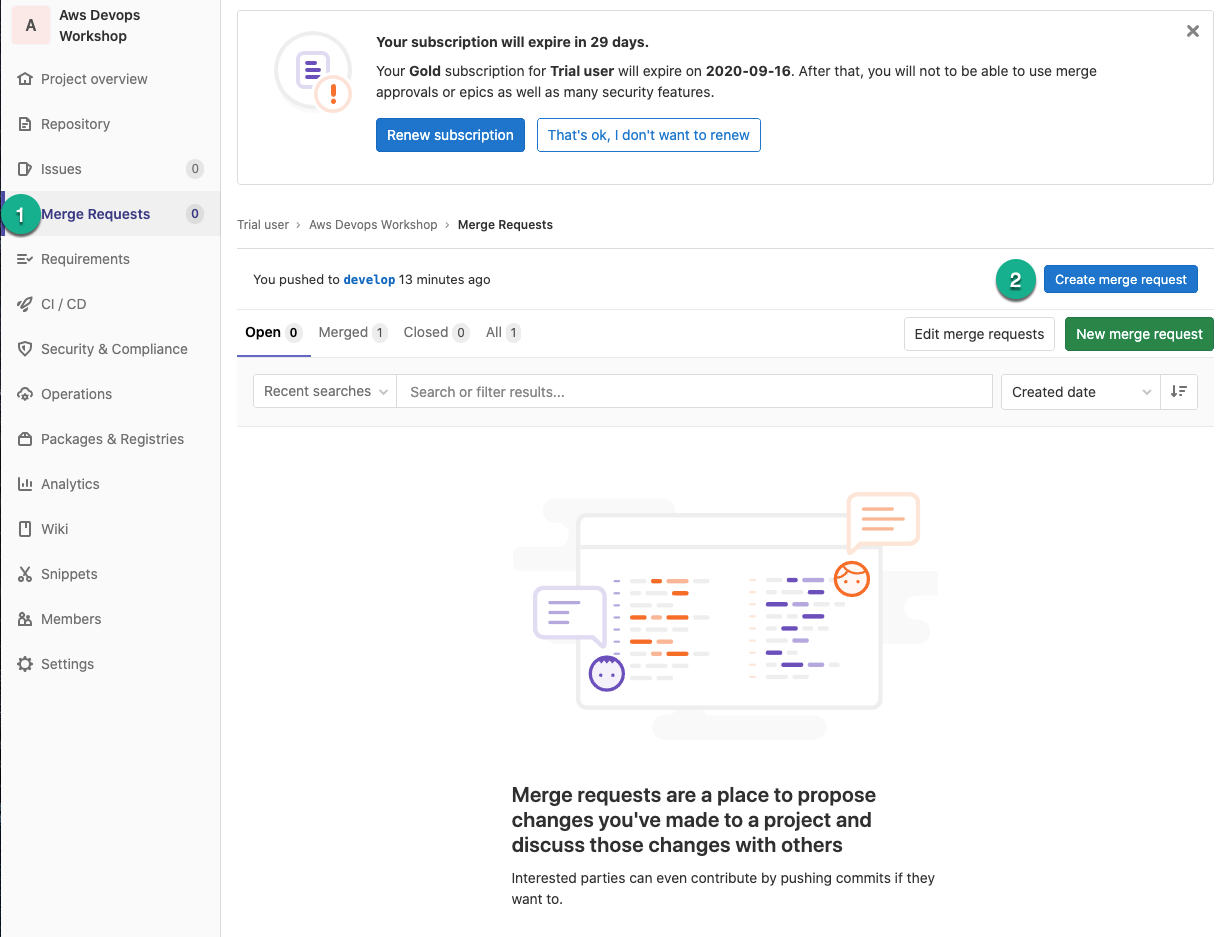 A
Aws Devops
Workshop
Project overview
Repository
Issues 0
1 Merge Requests 0
Requirements
CI / CD
Security & Compliance
Operations
Packages & Registries
Analytics
Wiki
Snippets
Members
Settings
Your subscription will expire in 29 days.
Your Gold subscription for Trial user will expire on 2020-09-16. After that, you will not to be able to use merge
approvals or epics as well as many security features.
Renew subscription That's ok, I don't want to renew
Trial user › Aws Devops Workshop › Merge Requests
You pushed to develop 13 minutes ago 2 Create merge request
Open 0 Merged 1 Closed 0 All 1 Edit merge requests New merge request
Recent searches Search or filter results... Created date
Merge requests are a place to propose
changes you've made to a project and
discuss those changes with others
Interested parties can even contribute by pushing commits if they
want to.